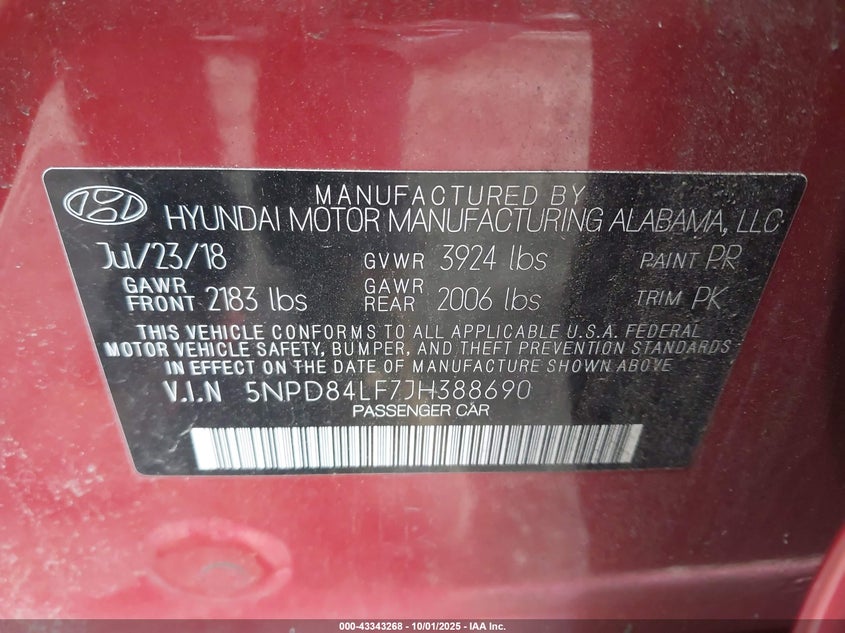 MANUFACTURED BY
HYUNDAI MOTOR MANUFACTURING ALABAMA, LLC
Jul/23/18 GVWR 3924 lbs PAINT PR
GAWR FRONT 2183 lbs GAWR REAR 2006 lbs TRIM PK
THIS VEHICLE CONFORMS TO ALL APPLICABLE U.S.A. FEDERAL
MOTOR VEHICLE SAFETY, BUMPER, AND THEFT PREVENTION STANDARDS
IN EFFECT ON THE DATE OF MANUFACTURE SHOWN ABOVE
V.I.N 5NPD84LF7JH388690
PASSENGER CAR
000-43343268 - 10/01/2025 - IAA Inc.